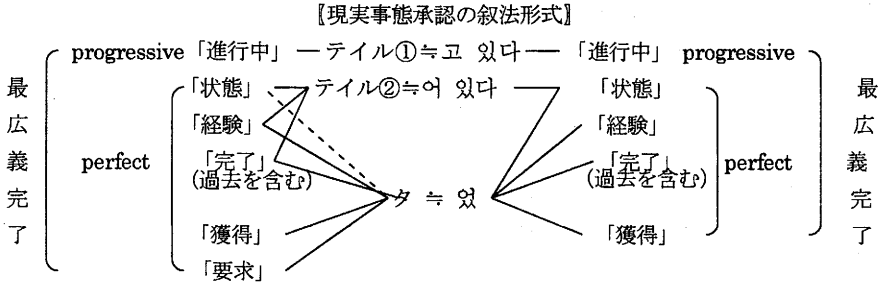 〖現実事態承認の叙法形式〗
progressive「進行中」 ― テイル①≒고 있다 ― 「進行中」 progressive
最 「状態」 テイル②≒어 있다 「状態」 最
広 「経験」 「経験」 広
義 perfect 「完了」 「完了」 perfect 義
(過去を含む) (過去を含む)
完 タ ≒ 었 完
了 「獲得」 「獲得」 了
「要求」